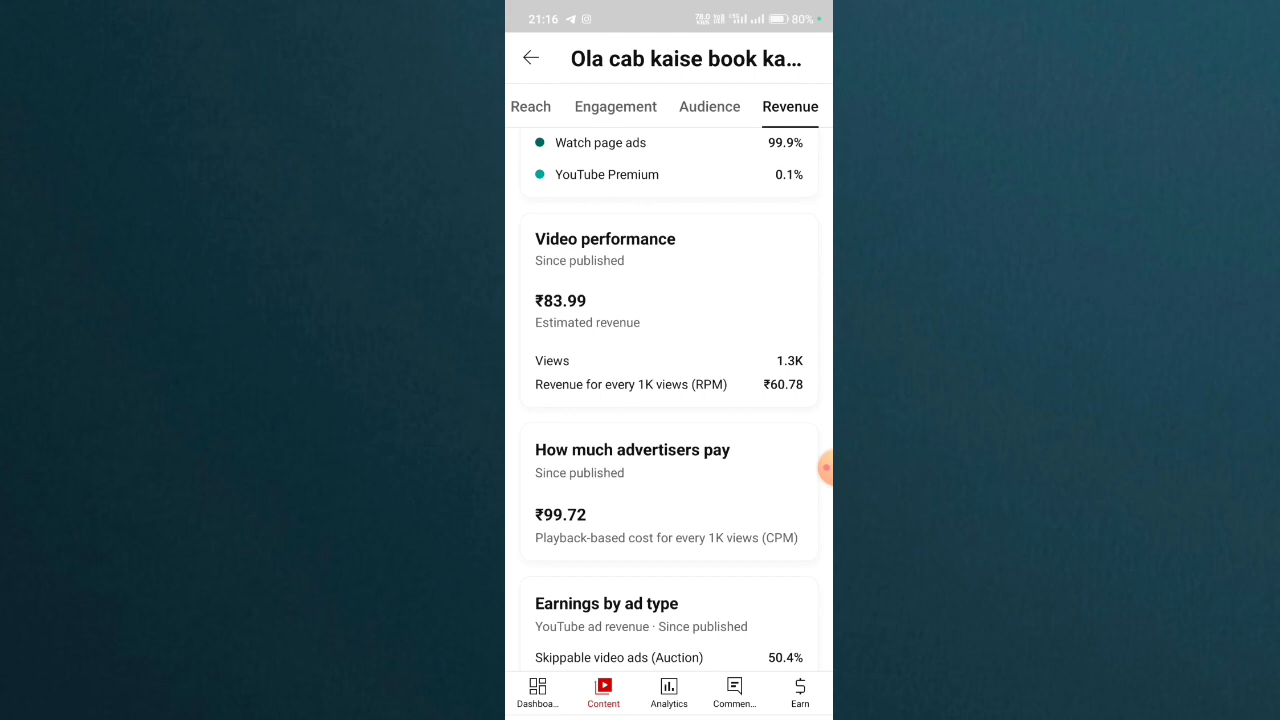 21:16 80%
Ola cab kaise book ka...
Reach Engagement Audience Revenue
Watch page ads 99.9%
YouTube Premium 0.1%
Video performance
Since published
₹83.99
Estimated revenue
Views 1.3K
Revenue for every 1K views (RPM) ₹60.78
How much advertisers pay
Since published
₹99.72
Playback-based cost for every 1K views (CPM)
Earnings by ad type
YouTube ad revenue · Since published
Skippable video ads (Auction) 50.4%
Dashboa... Content Analytics Commen... Earn